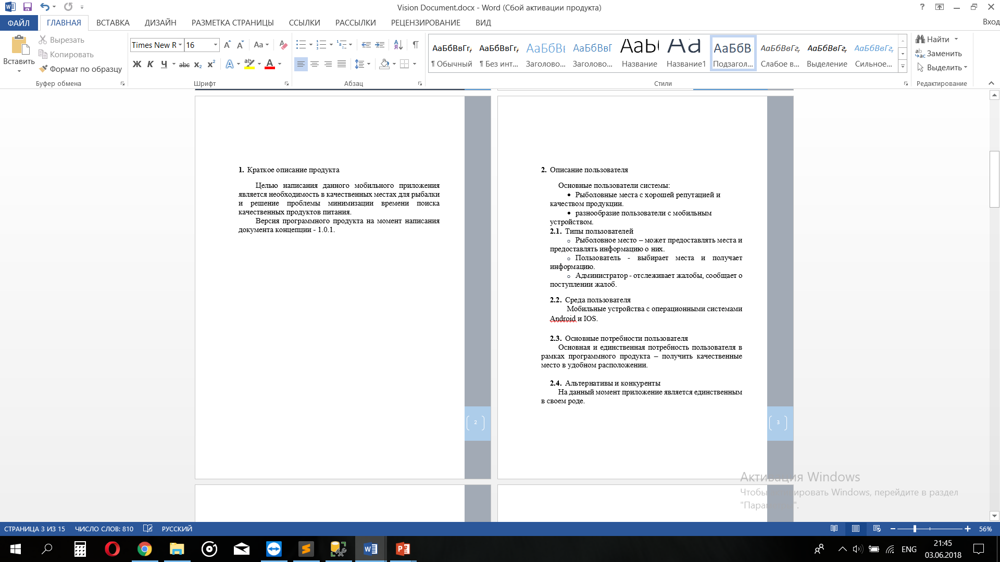 Vision Document.docx - Word (Сбой активации продукта)
?
ФАЙЛ ГЛАВНАЯ ВСТАВКА ДИЗАЙН РАЗМЕТКА СТРАНИЦЫ ССЫЛКИ РАССЫЛКИ РЕЦЕНЗИРОВАНИЕ ВИД Вход
Вставить
Вырезать
Копировать
Формат по образцу
Буфер обмена
Times New R 16
Ж К Ч abc x₂ x²
Шрифт
Абзац
АаБбВвГг, АаБбВвГг, АаБбВв АаБбВвГ АаЬ Аа АаБбВ АаБбВвГг, АаБбВвГг, АаБбВвГг,
¶ Обычный ¶ Без инт... Заголово... Заголово... Название Название1 Подзагол... Слабое в... Выделение Сильное...
Стили
Найти
Заменить
Выделить
Редактирование
1. Краткое описание продукта
Целью написания данного мобильного приложения
является необходимость в качественных местах для рыбалки
и решение проблемы минимизации времени поиска
качественных продуктов питания.
Версия программного продукта на момент написания
документа концепции - 1.0.1.
2
2. Описание пользователя
Основные пользователи системы:
• Рыболовные места с хорошей репутацией и
качеством продукции.
• разнообразие пользователи с мобильным
устройством.
2.1. Типы пользователей
o Рыболовное место – может предоставлять места и
предоставлять информацию о них.
o Пользователь - выбирает места и получает
информацию.
o Администратор - отслеживает жалобы, сообщает о
поступлении жалоб.
2.2. Среда пользователя
Мобильные устройства с операционными системами
Android и IOS.
2.3. Основные потребности пользователя
Основная и единственная потребность пользователя в
рамках программного продукта – получить качественные
место в удобном расположении.
2.4. Альтернативы и конкуренты
На данный момент приложение является единственным
в своем роде.
3
Активация Windows
Чтобы активировать Windows, перейдите в раздел
"Параметры".
СТРАНИЦА 3 ИЗ 15 ЧИСЛО СЛОВ: 810 РУССКИЙ 56%
ENG
21:45
03.06.2018